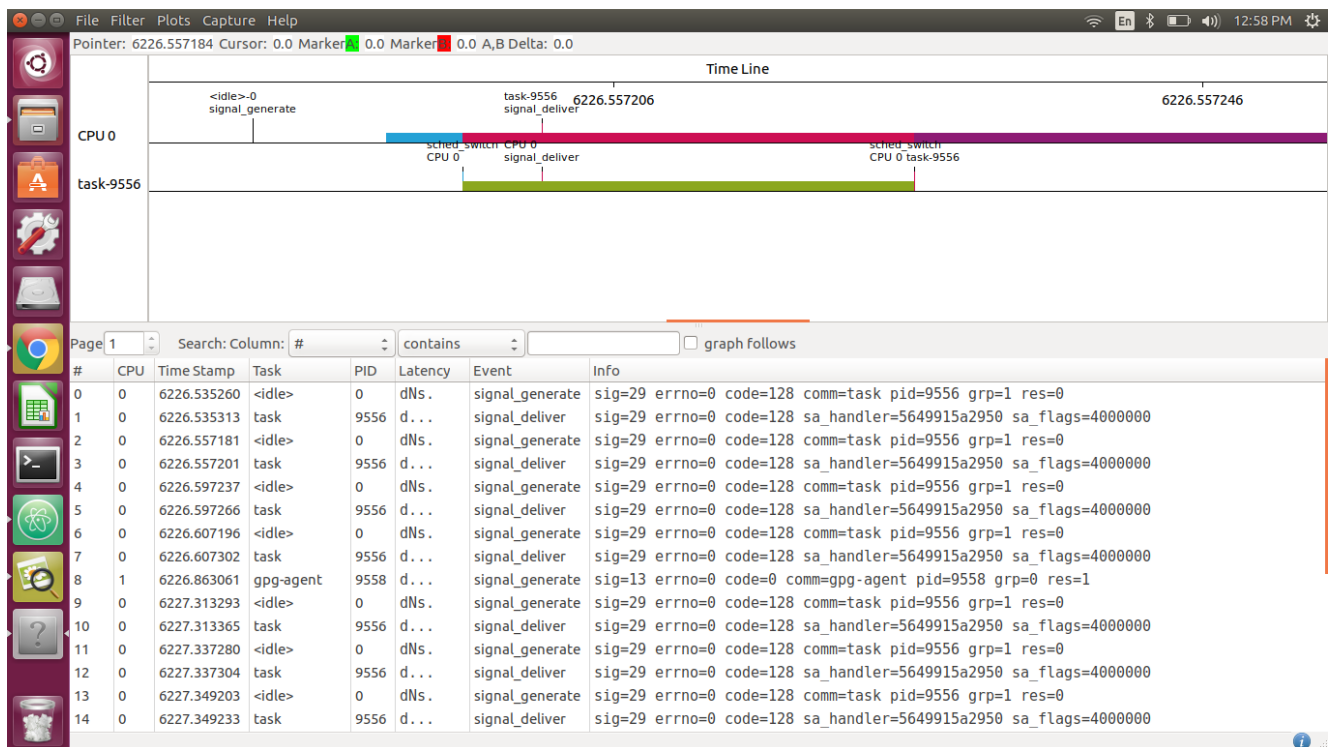 File Filter Plots Capture Help En 12:58 PM
Pointer: 6226.557184 Cursor: 0.0 MarkerA: 0.0 Marker 0.0 A,B Delta: 0.0
Time Line
<idle>-0 task-9556
signal_generate signal_deliver 6226.557206 6226.557246
CPU 0
sched_switch CPU 0 sched_switch
CPU 0 signal_deliver CPU 0 task-9556
task-9556
Page 1 Search: Column: # contains graph follows
# CPU Time Stamp Task PID Latency Event Info
0 0 6226.535260 <idle> 0 dNs. signal_generate sig=29 errno=0 code=128 comm=task pid=9556 grp=1 res=0
1 0 6226.535313 task 9556 d... signal_deliver sig=29 errno=0 code=128 sa_handler=5649915a2950 sa_flags=4000000
2 0 6226.557181 <idle> 0 dNs. signal_generate sig=29 errno=0 code=128 comm=task pid=9556 grp=1 res=0
3 0 6226.557201 task 9556 d... signal_deliver sig=29 errno=0 code=128 sa_handler=5649915a2950 sa_flags=4000000
4 0 6226.597237 <idle> 0 dNs. signal_generate sig=29 errno=0 code=128 comm=task pid=9556 grp=1 res=0
5 0 6226.597266 task 9556 d... signal_deliver sig=29 errno=0 code=128 sa_handler=5649915a2950 sa_flags=4000000
6 0 6226.607196 <idle> 0 dNs. signal_generate sig=29 errno=0 code=128 comm=task pid=9556 grp=1 res=0
7 0 6226.607302 task 9556 d... signal_deliver sig=29 errno=0 code=128 sa_handler=5649915a2950 sa_flags=4000000
8 1 6226.863061 gpg-agent 9558 d... signal_generate sig=13 errno=0 code=0 comm=gpg-agent pid=9558 grp=0 res=1
9 0 6227.313293 <idle> 0 dNs. signal_generate sig=29 errno=0 code=128 comm=task pid=9556 grp=1 res=0
10 0 6227.313365 task 9556 d... signal_deliver sig=29 errno=0 code=128 sa_handler=5649915a2950 sa_flags=4000000
11 0 6227.337280 <idle> 0 dNs. signal_generate sig=29 errno=0 code=128 comm=task pid=9556 grp=1 res=0
12 0 6227.337304 task 9556 d... signal_deliver sig=29 errno=0 code=128 sa_handler=5649915a2950 sa_flags=4000000
13 0 6227.349203 <idle> 0 dNs. signal_generate sig=29 errno=0 code=128 comm=task pid=9556 grp=1 res=0
14 0 6227.349233 task 9556 d... signal_deliver sig=29 errno=0 code=128 sa_handler=5649915a2950 sa_flags=4000000